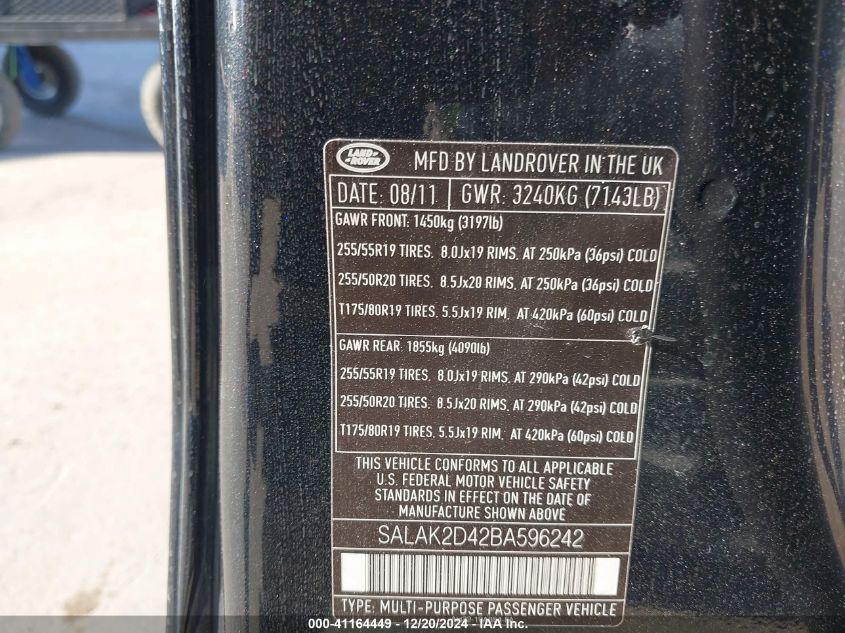 LAND ROVER MFD BY LANDROVER IN THE UK
DATE: 08/11 GWR: 3240KG (7143LB)
GAWR FRONT: 1450kg (3197lb)
255/55R19 TIRES. 8.0Jx19 RIMS, AT 250kPa (36psi) COLD
255/50R20 TIRES. 8.5Jx20 RIMS, AT 250kPa (36psi) COLD
T175/80R19 TIRES, 5.5Jx19 RIM, AT 420kPa (60psi) COLD
GAWR REAR: 1855kg (4090lb)
255/55R19 TIRES. 8.0Jx19 RIMS, AT 290kPa (42psi) COLD
255/50R20 TIRES. 8.5Jx20 RIMS, AT 290kPa (42psi) COLD
T175/80R19 TIRES, 5.5Jx19 RIM, AT 420kPa (60psi) COLD
THIS VEHICLE CONFORMS TO ALL APPLICABLE
U.S. FEDERAL MOTOR VEHICLE SAFETY
STANDARDS IN EFFECT ON THE DATE OF
MANUFACTURE SHOWN ABOVE
SALAK2D42BA596242
TYPE: MULTI-PURPOSE PASSENGER VEHICLE
000-41164449 - 12/20/2024 - IAA Inc.